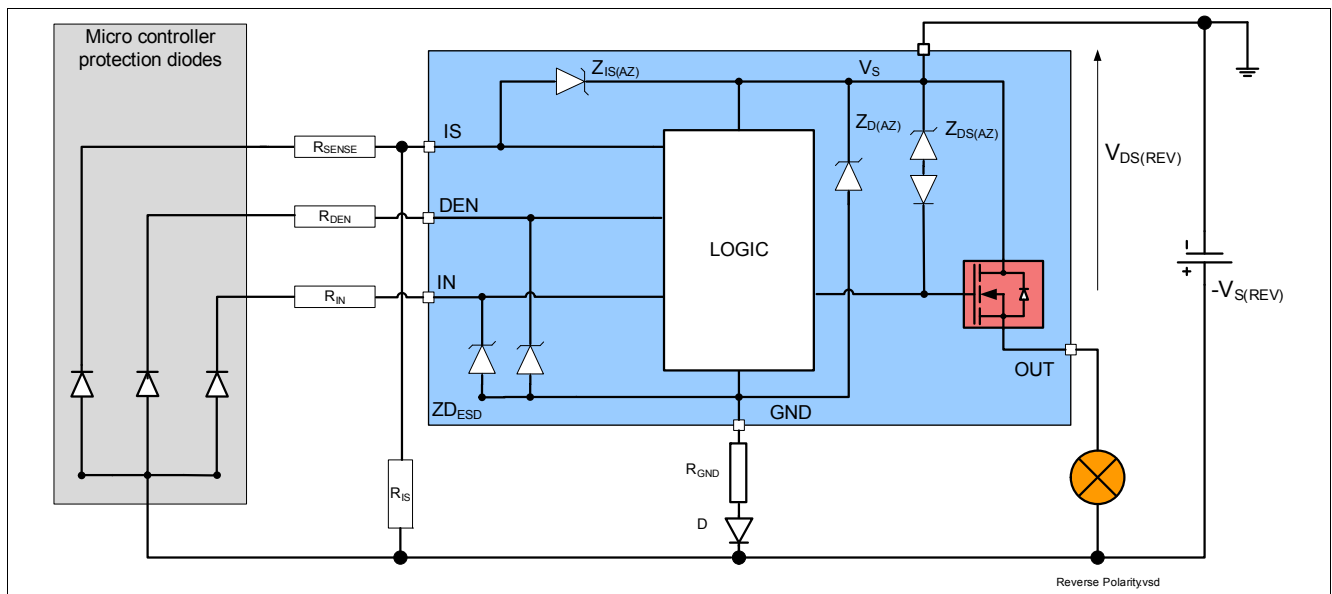 Micro controller
protection diodes
ZIS(AZ)
VS
IS
ZD(AZ)
ZDS(AZ)
RSENSE
VDS(REV)
DEN
RDEN
LOGIC
IN
RIN
-VS(REV)
OUT
ZDESD
GND
RGND
RIS
D
Reverse Polarity.vsd